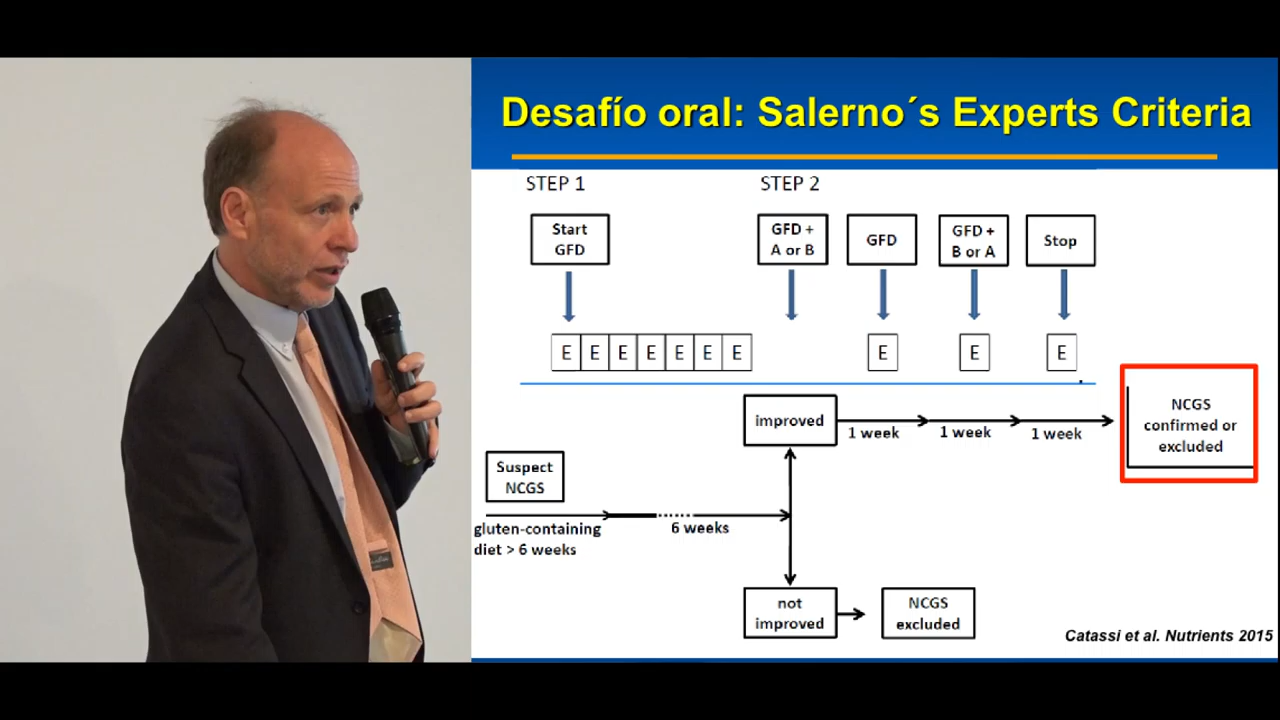 Desafío oral: Salerno´s Experts Criteria
STEP 1
STEP 2
Start
GFD
GFD +
A or B
GFD
GFD +
B or A
Stop
E E E E E E E
E
E
E
improved
1 week
1 week
1 week
NCGS
confirmed or
excluded
Suspect
NCGS
gluten-containing
diet > 6 weeks
6 weeks
not
improved
NCGS
excluded
Catassi et al. Nutrients 2015